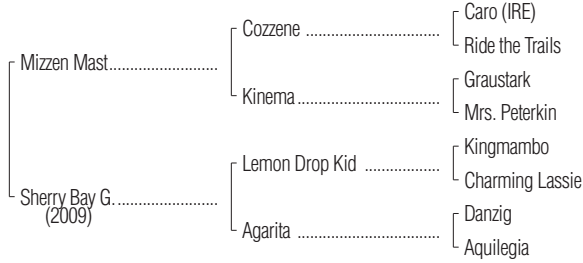 Caro (IRE)
Cozzene ..............................
Ride the Trails
Mizzen Mast.........................
Graustark
Kinema................................
Mrs. Peterkin
Kingmambo
Lemon Drop Kid .................
Charming Lassie
Sherry Bay G. .......................
(2009)
Danzig
Agarita ................................
Aquilegia